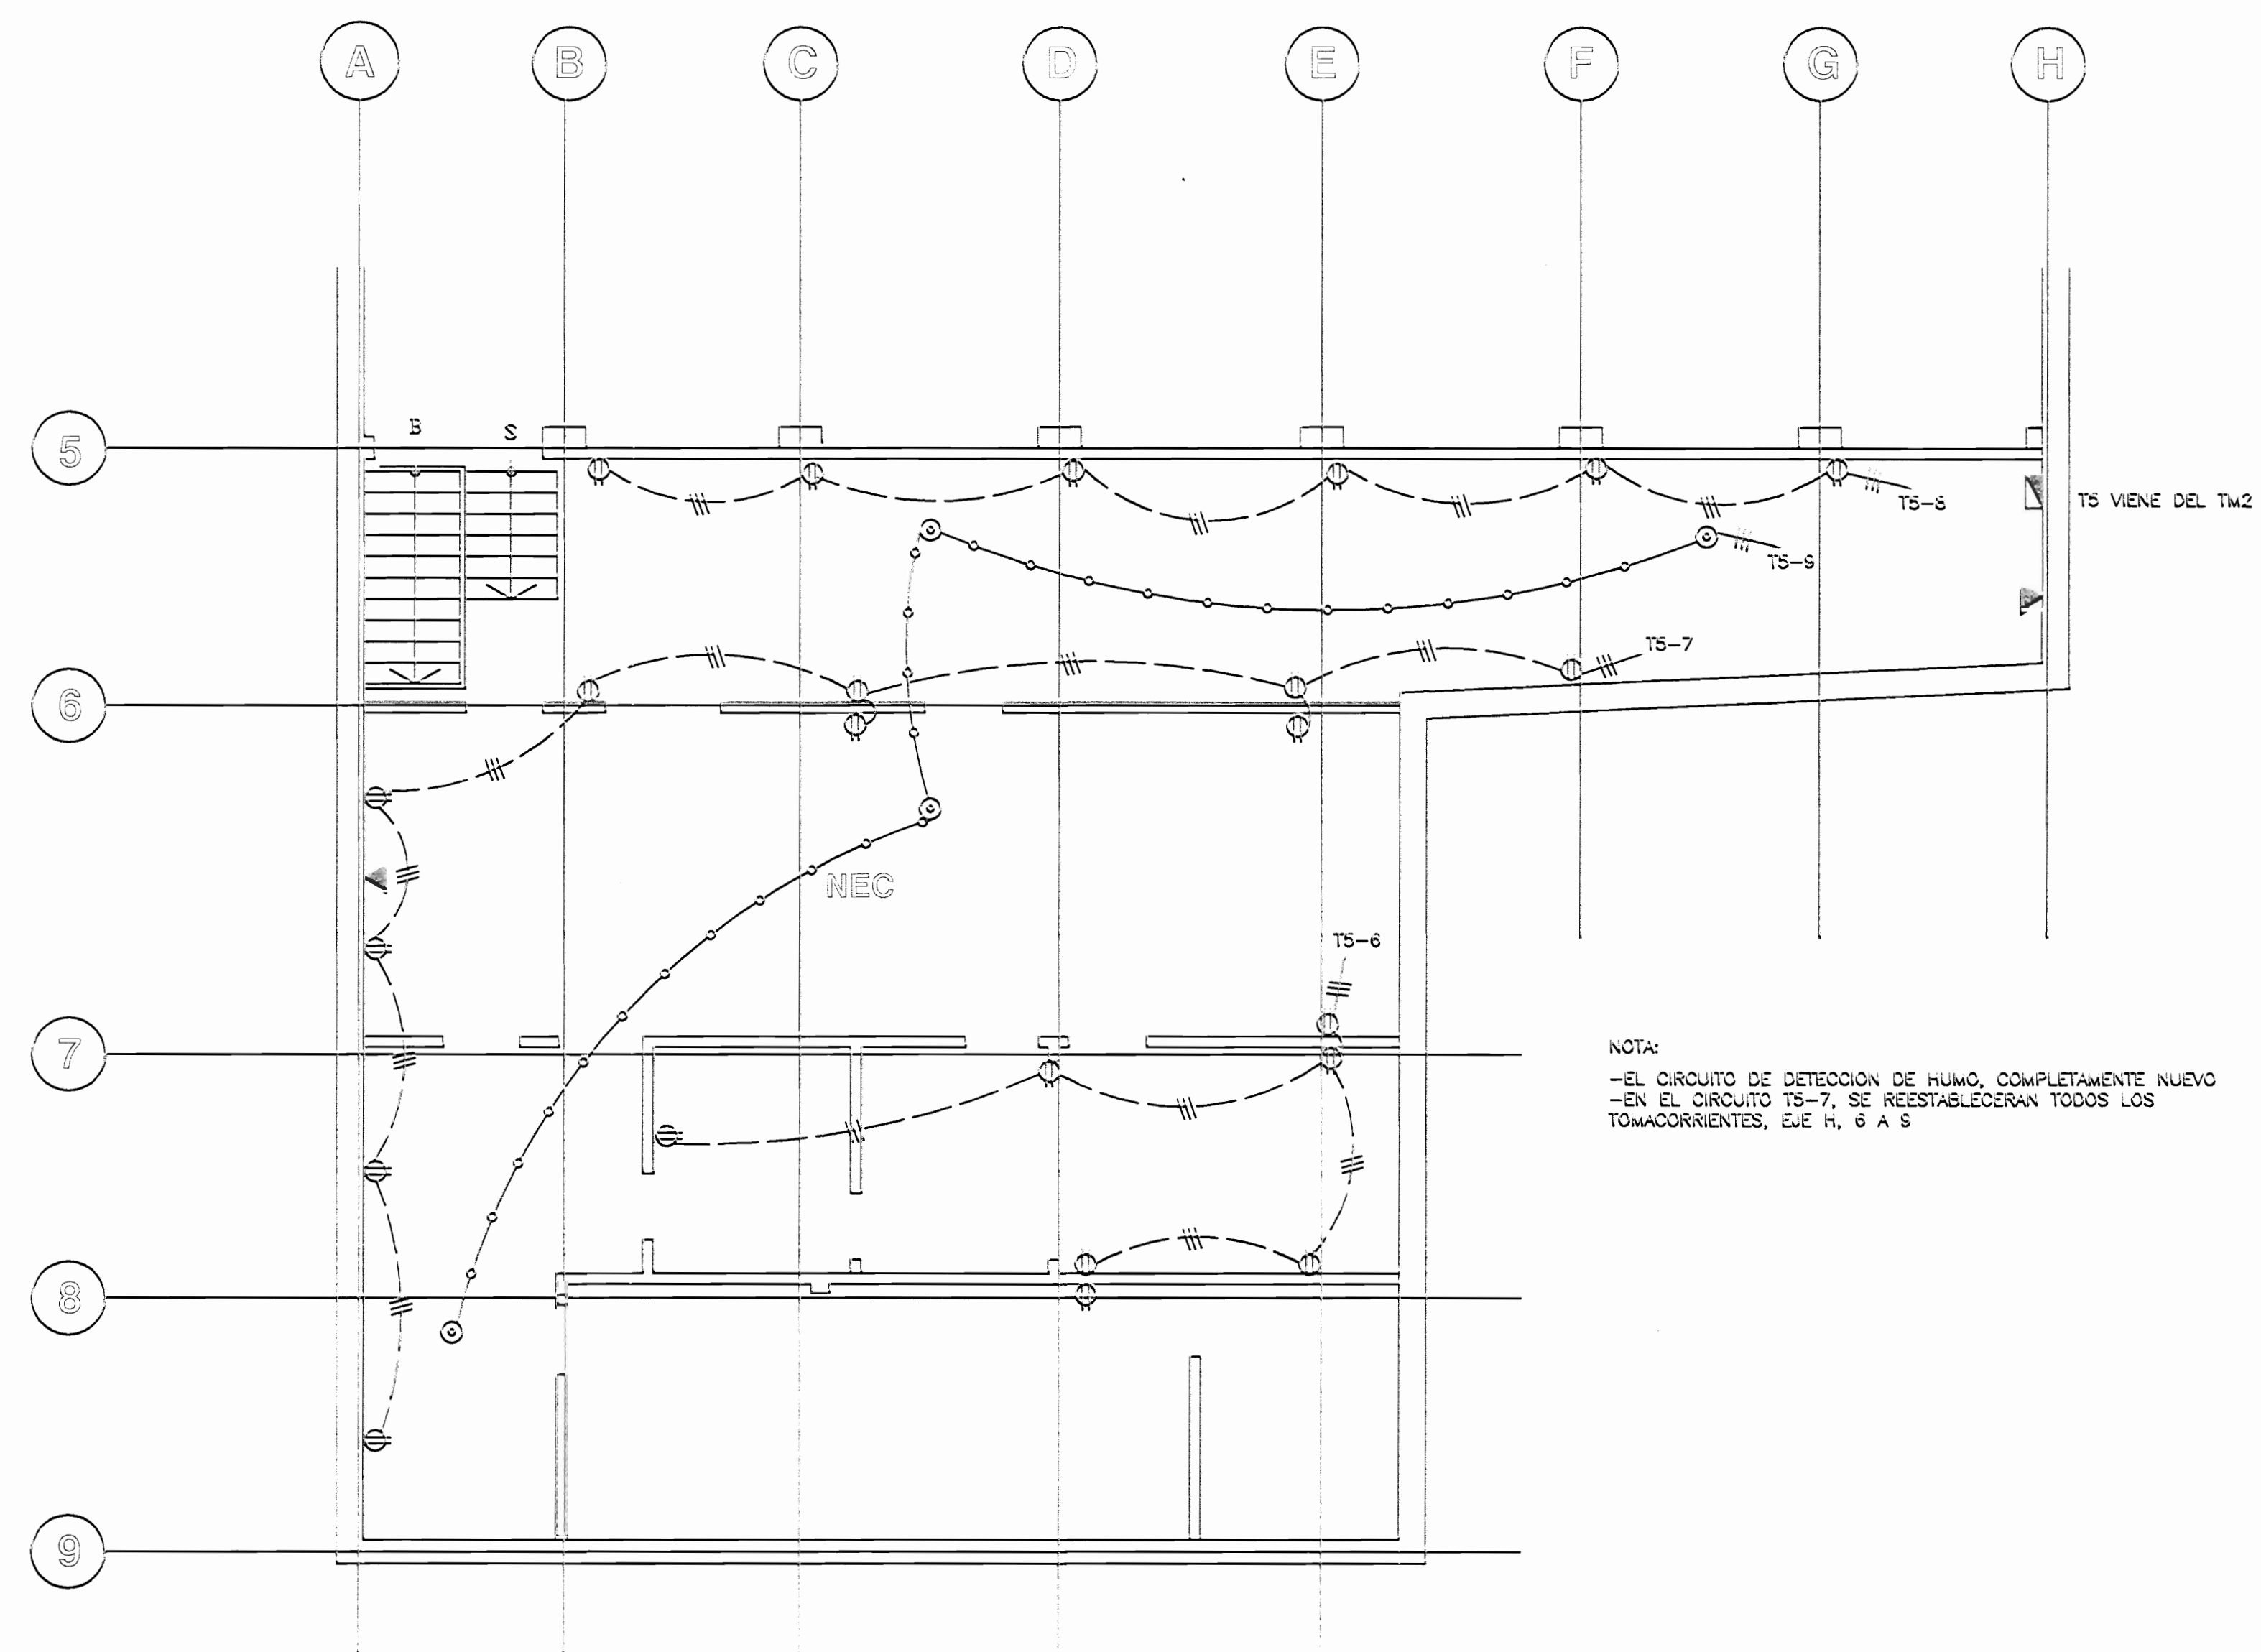 A B C D E F G H
5
B S
T5-8
T5 VIENE DEL TM2
T5-9
T5-7
6
NEC
T5-6
7
NOTA:
-EL CIRCUITO DE DETECCION DE HUMO, COMPLETAMENTE NUEVO
-EN EL CIRCUITO T5-7, SE REESTABLECERAN TODOS LOS
TOMACORRIENTES, EJE H, 6 A 9
8
9